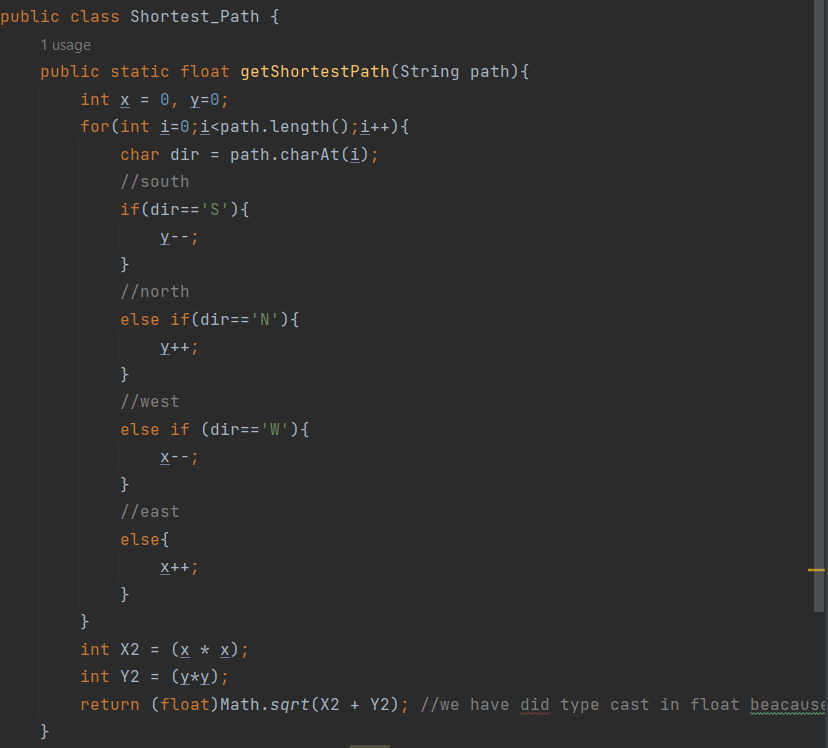 public class Shortest_Path {
1 usage
public static float getShortestPath(String path){
int x = 0, y=0;
for(int i=0;i<path.length();i++){
char dir = path.charAt(i);
//south
if(dir=='S'){
y--;
}
//north
else if(dir=='N'){
y++;
}
//west
else if (dir=='W'){
x--;
}
//east
else{
x++;
}
}
int X2 = (x * x);
int Y2 = (y*y);
return (float)Math.sqrt(X2 + Y2); //we have did type cast in float beacause
}